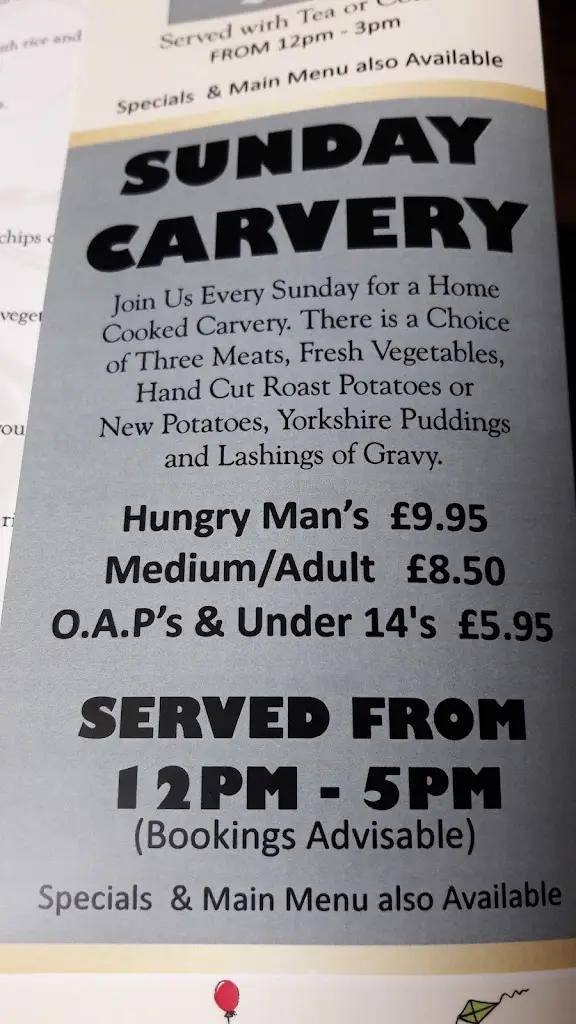 Served with Tea or
FROM 12pm - 3pm
Specials & Main Menu also Available
rice and
chips
SUNDAY
CARVERY
Join Us Every Sunday for a Home
Cooked Carvery. There is a Choice
of Three Meats, Fresh Vegetables,
Hand Cut Roast Potatoes or
New Potatoes, Yorkshire Puddings
and Lashings of Gravy.
Hungry Man's £9.95
Medium/Adult £8.50
O.A.P's & Under 14's £5.95
SERVED FROM
12PM - 5PM
(Bookings Advisable)
Specials & Main Menu also Available